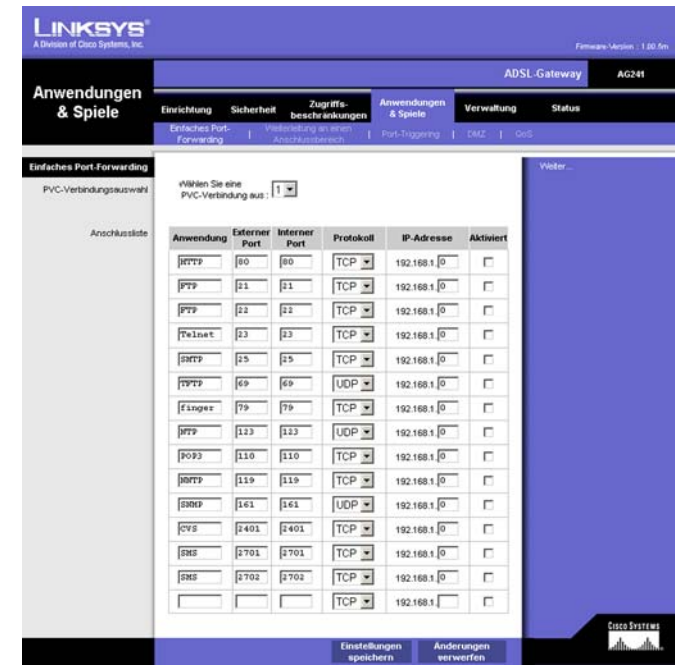 LINKSYS®
A Division of Cisco Systems, Inc.
Firmware-Version : 1.00.6m
ADSL-Gateway AG241
Anwendungen & Spiele
Einrichtung Sicherheit Zugriffs-beschränkungen Anwendungen & Spiele Verwaltung Status
Einfaches Port-Forwarding | Weiterleitung an einen Anschlussbereich | Port-Triggering | DMZ | QoS
Einfaches Port-Forwarding
Weiter...
PVC-Verbindungsauswahl
Wählen Sie eine
PVC-Verbindung aus : 1
Anschlussliste
Anwendung Externer Port Interner Port Protokoll IP-Adresse Aktiviert
HTTP 80 80 TCP 192.168.1.0
FTP 21 21 TCP 192.168.1.0
FTP 22 22 TCP 192.168.1.0
Telnet 23 23 TCP 192.168.1.0
SMTP 25 25 TCP 192.168.1.0
TFTP 69 69 UDP 192.168.1.0
finger 79 79 TCP 192.168.1.0
NTP 123 123 UDP 192.168.1.0
POP3 110 110 TCP 192.168.1.0
NNTP 119 119 TCP 192.168.1.0
SNMP 161 161 UDP 192.168.1.0
CVS 2401 2401 TCP 192.168.1.0
SMS 2701 2701 TCP 192.168.1.0
SMS 2702 2702 TCP 192.168.1.0
TCP 192.168.1.
Einstellungen speichern
Änderungen verwerfen
CISCO SYSTEMS